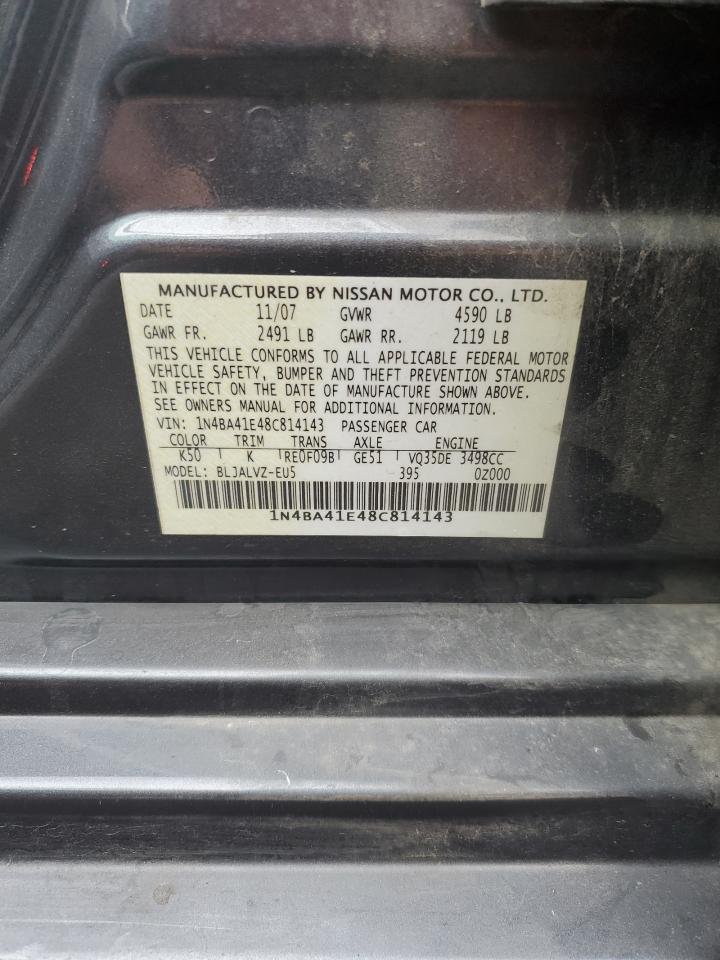 MANUFACTURED BY NISSAN MOTOR CO., LTD.
DATE 11/07 GVWR 4590 LB
GAWR FR. 2491 LB GAWR RR. 2119 LB
THIS VEHICLE CONFORMS TO ALL APPLICABLE FEDERAL MOTOR
VEHICLE SAFETY, BUMPER AND THEFT PREVENTION STANDARDS
IN EFFECT ON THE DATE OF MANUFACTURE SHOWN ABOVE.
SEE OWNERS MANUAL FOR ADDITIONAL INFORMATION.
VIN: 1N4BA41E48C814143 PASSENGER CAR
COLOR TRIM TRANS AXLE ENGINE
K50 K RE0F09B GE51 VQ35DE 3498CC
MODEL: BLJALVZ-EU5 395 0Z000
1N4BA41E48C814143